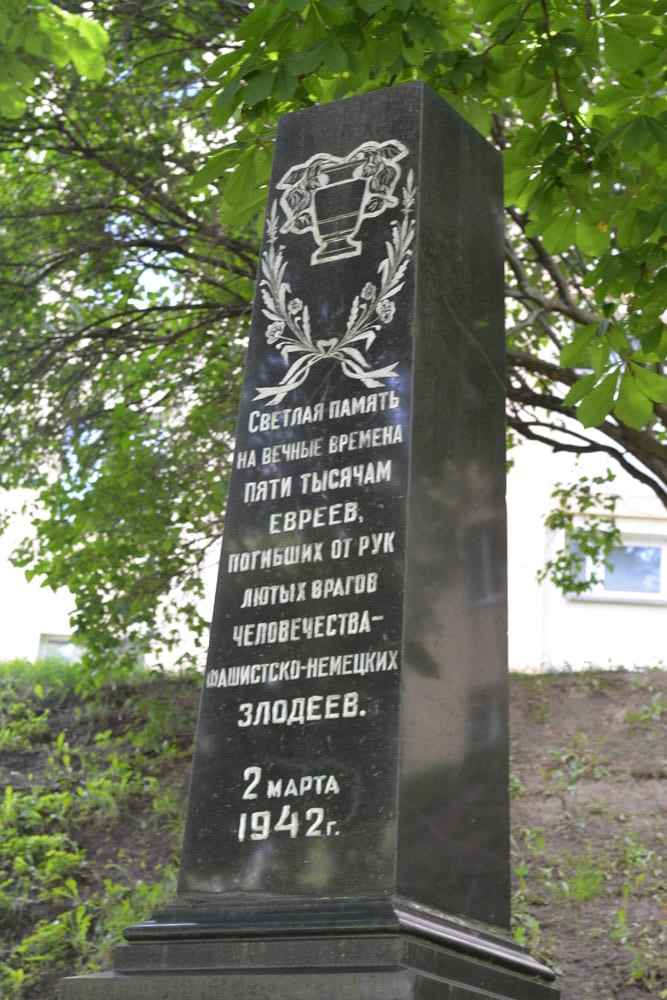 Светлая память
на вечные времена
пяти тысячам
евреев,
погибших от рук
лютых врагов
человечества–
фашистско-немецких
злодеев.
2 марта
1942 г.